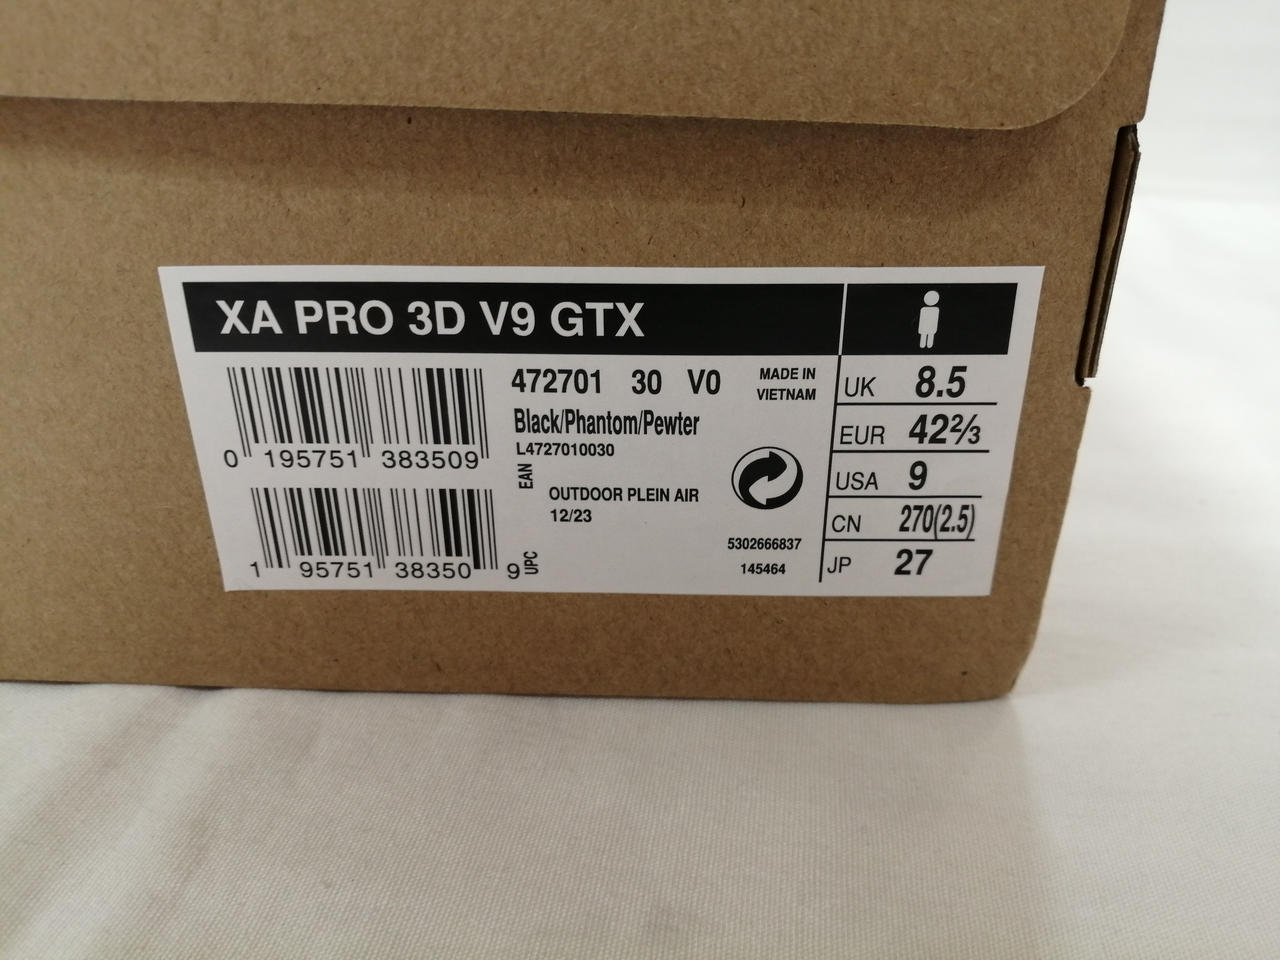 XA PRO 3D V9 GTX
472701 30 V0
MADE IN
VIETNAM
Black/Phantom/Pewter
L4727010030
EAN
0 195751 383509
OUTDOOR PLEIN AIR
12/23
5302666837
145464
1 95751 38350 9
UPC
UK 8.5
EUR 42⅔
USA 9
CN 270(2.5)
JP 27